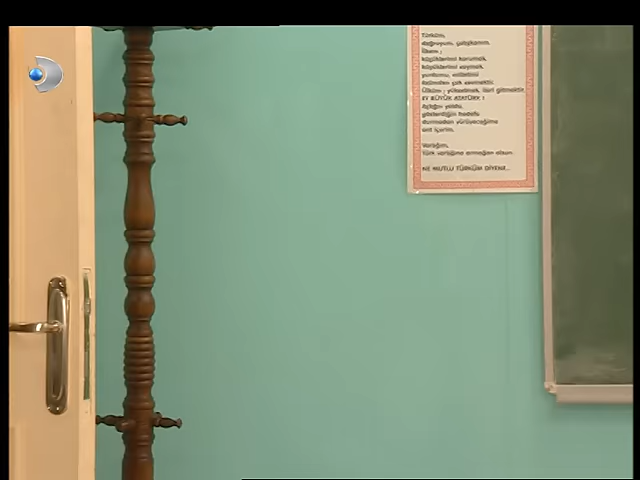 Türküm,
doğruyum, çalışkanım.
İlkem ;
küçüklerimi korumak,
büyüklerimi saymak,
yurdumu, milletimi
özümden çok sevmektir.
Ülküm ; yükselmek, ileri gitmektir.
EY BÜYÜK ATATÜRK !
Açtığın yolda,
gösterdiğin hedefe
durmadan yürüyeceğime
ant içerim.
Varlığım,
Türk varlığına armağan olsun.
NE MUTLU TÜRKÜM DİYENE...